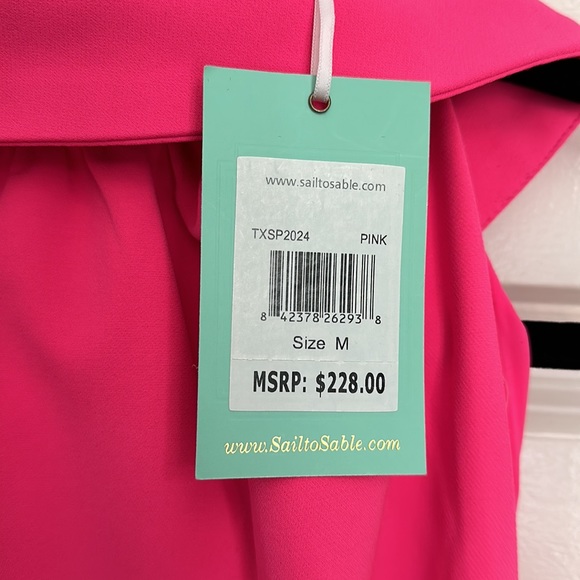 www.sailtosable.com
TXSP2024 PINK
8 42378 26293 8
Size M
MSRP: $228.00
www.SailtoSable.com